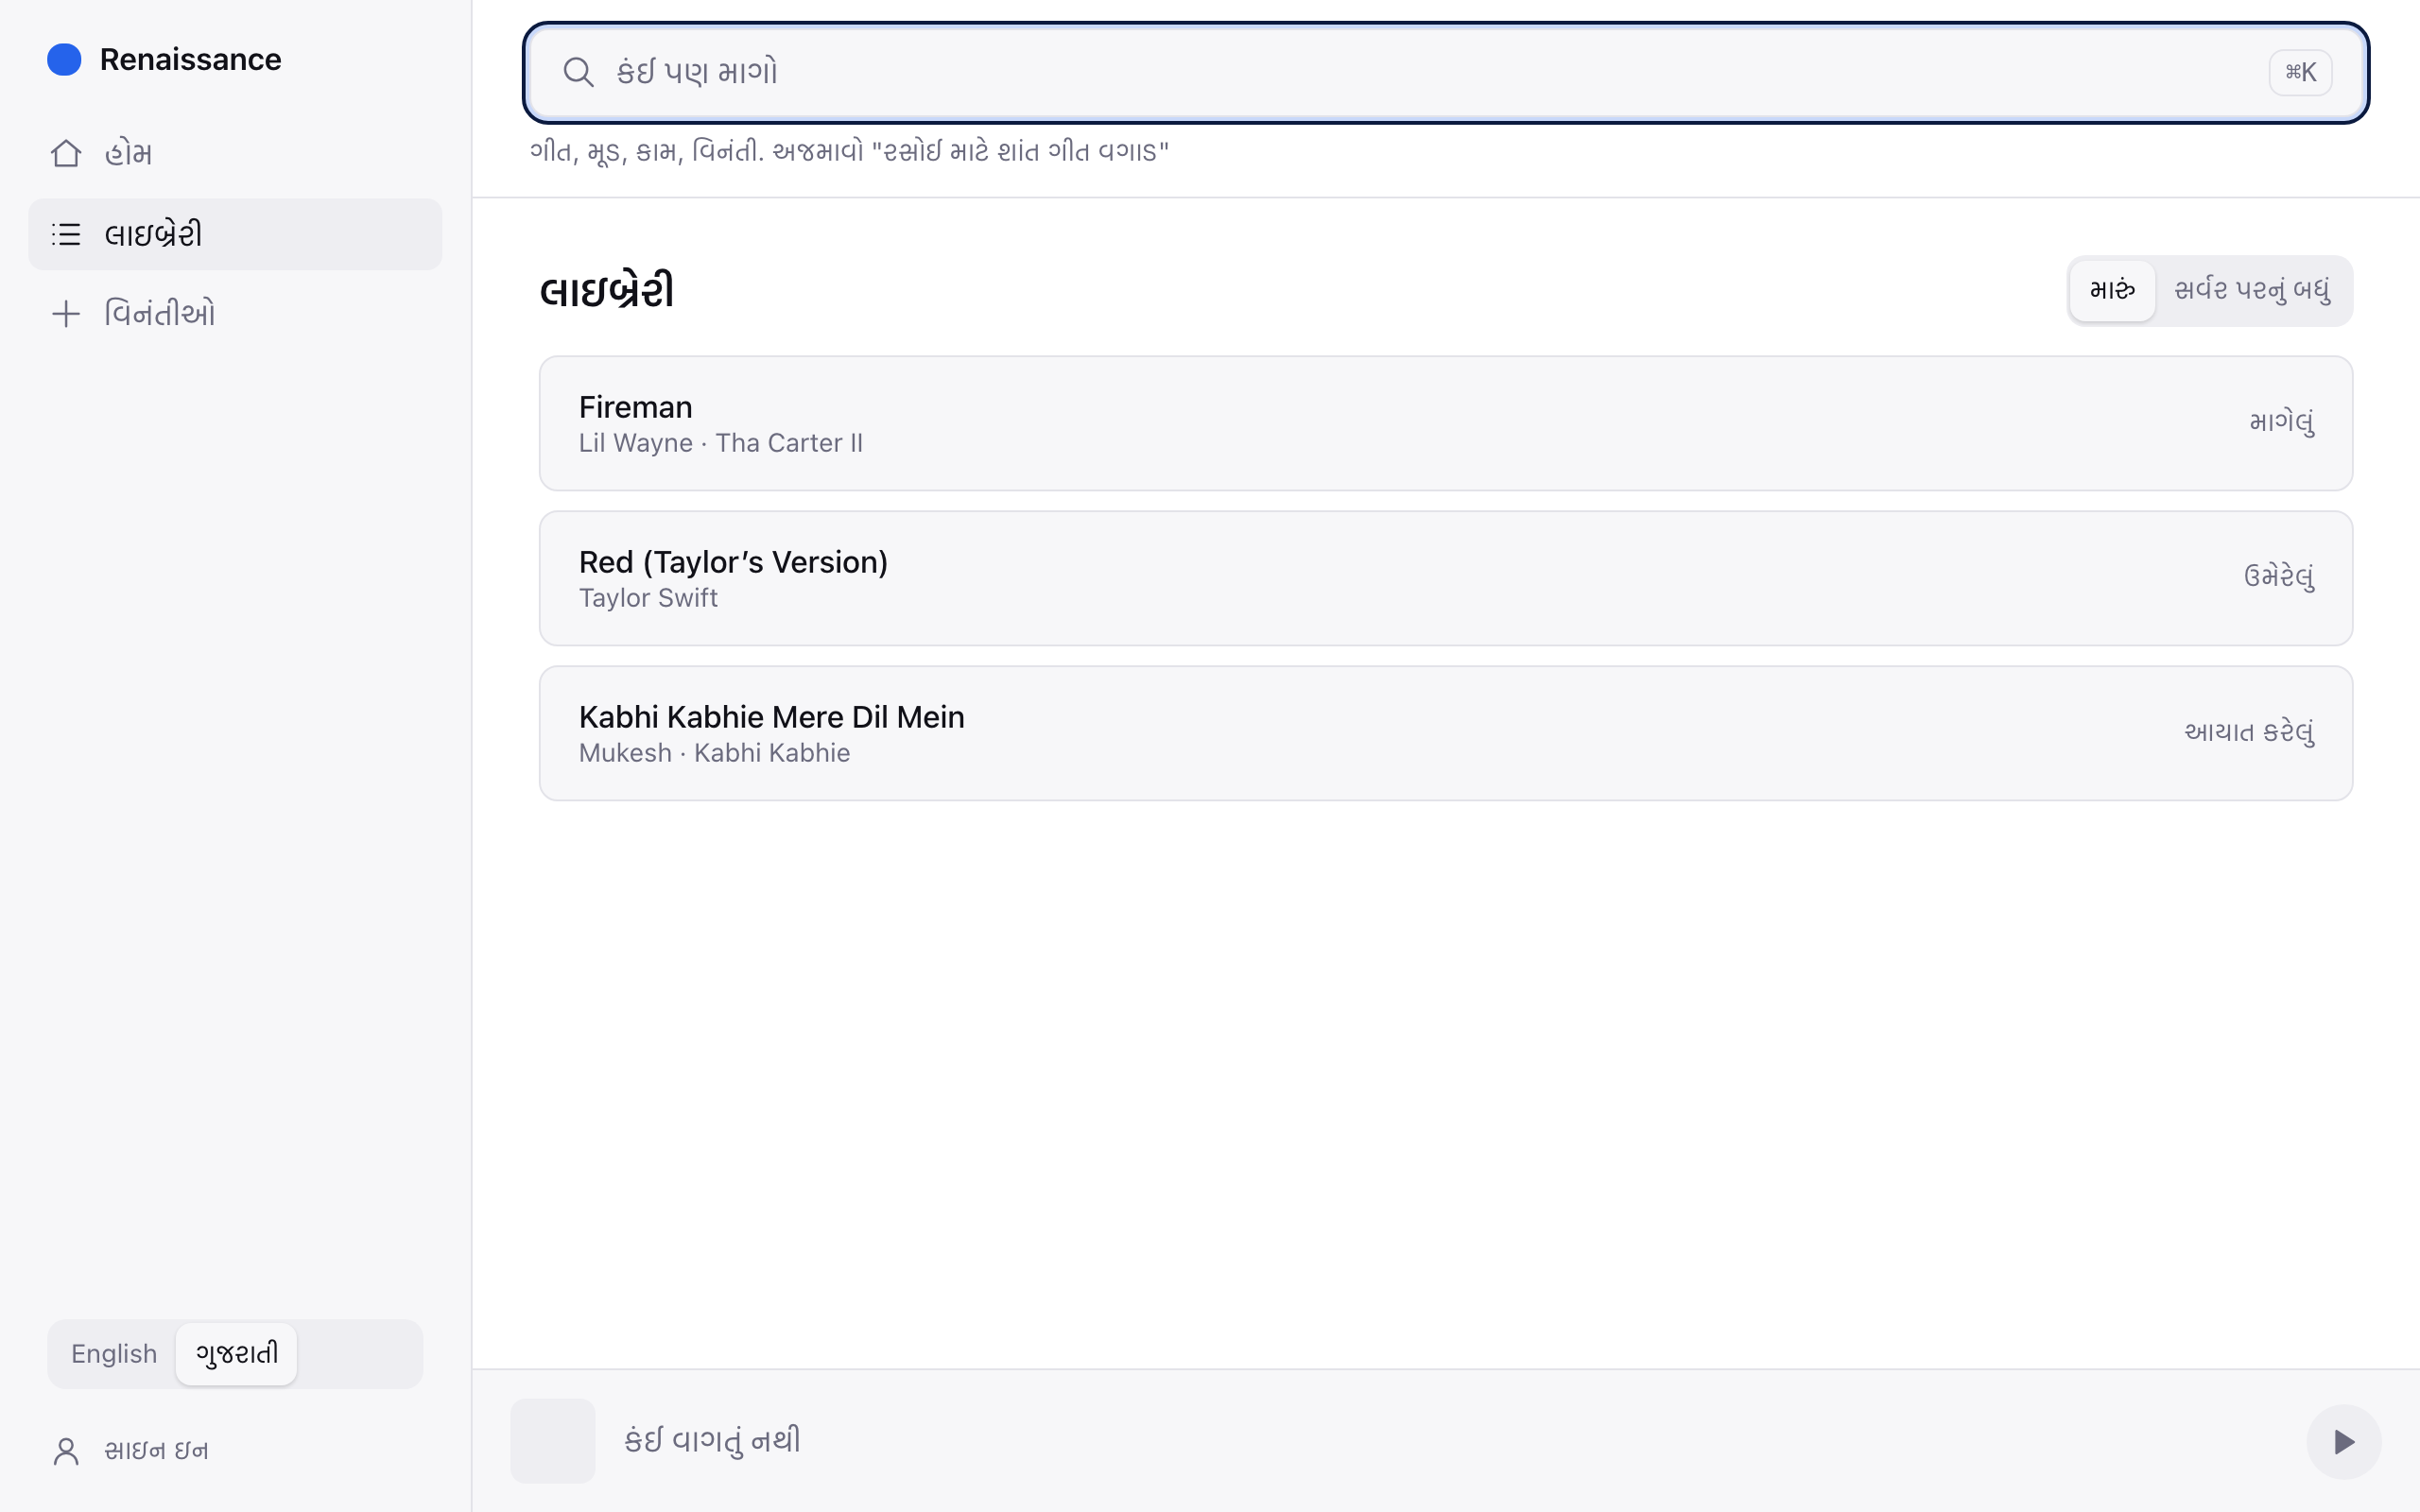 Renaissance
હોમ
લાઇબ્રેરી
વિનંતીઓ
English ગુજરાતી
સાઇન ઇન
કંઈ પણ માગો ⌘K
ગીત, મૂડ, કામ, વિનંતી. અજમાવો "રસોઈ માટે શાંત ગીત વગાડ"
લાઇબ્રેરી
મારું સર્વર પરનું બધું
Fireman
Lil Wayne · Tha Carter II
માગેલું
Red (Taylor’s Version)
Taylor Swift
ઉમેરેલું
Kabhi Kabhie Mere Dil Mein
Mukesh · Kabhi Kabhie
આયાત કરેલું
કંઈ વાગતું નથી